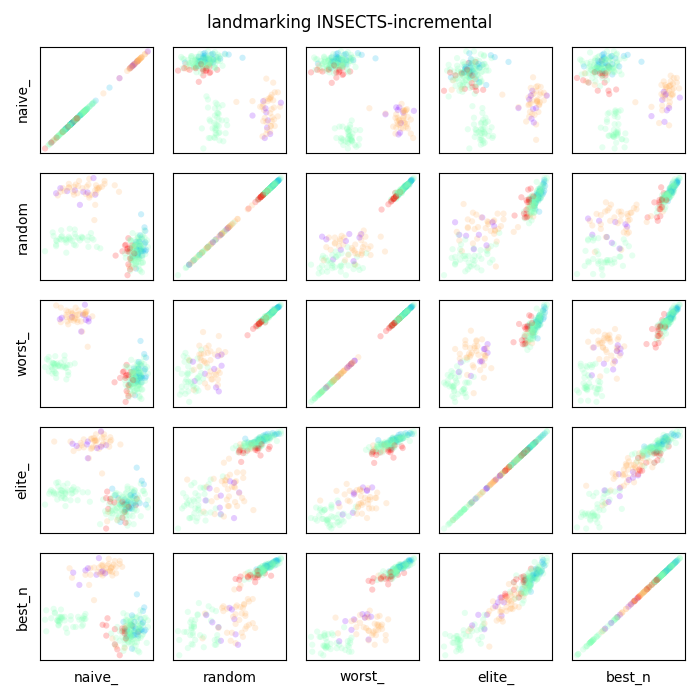 landmarking INSECTS-incremental
naive_
random
worst_
elite_
best_n
naive_ random worst_ elite_ best_n